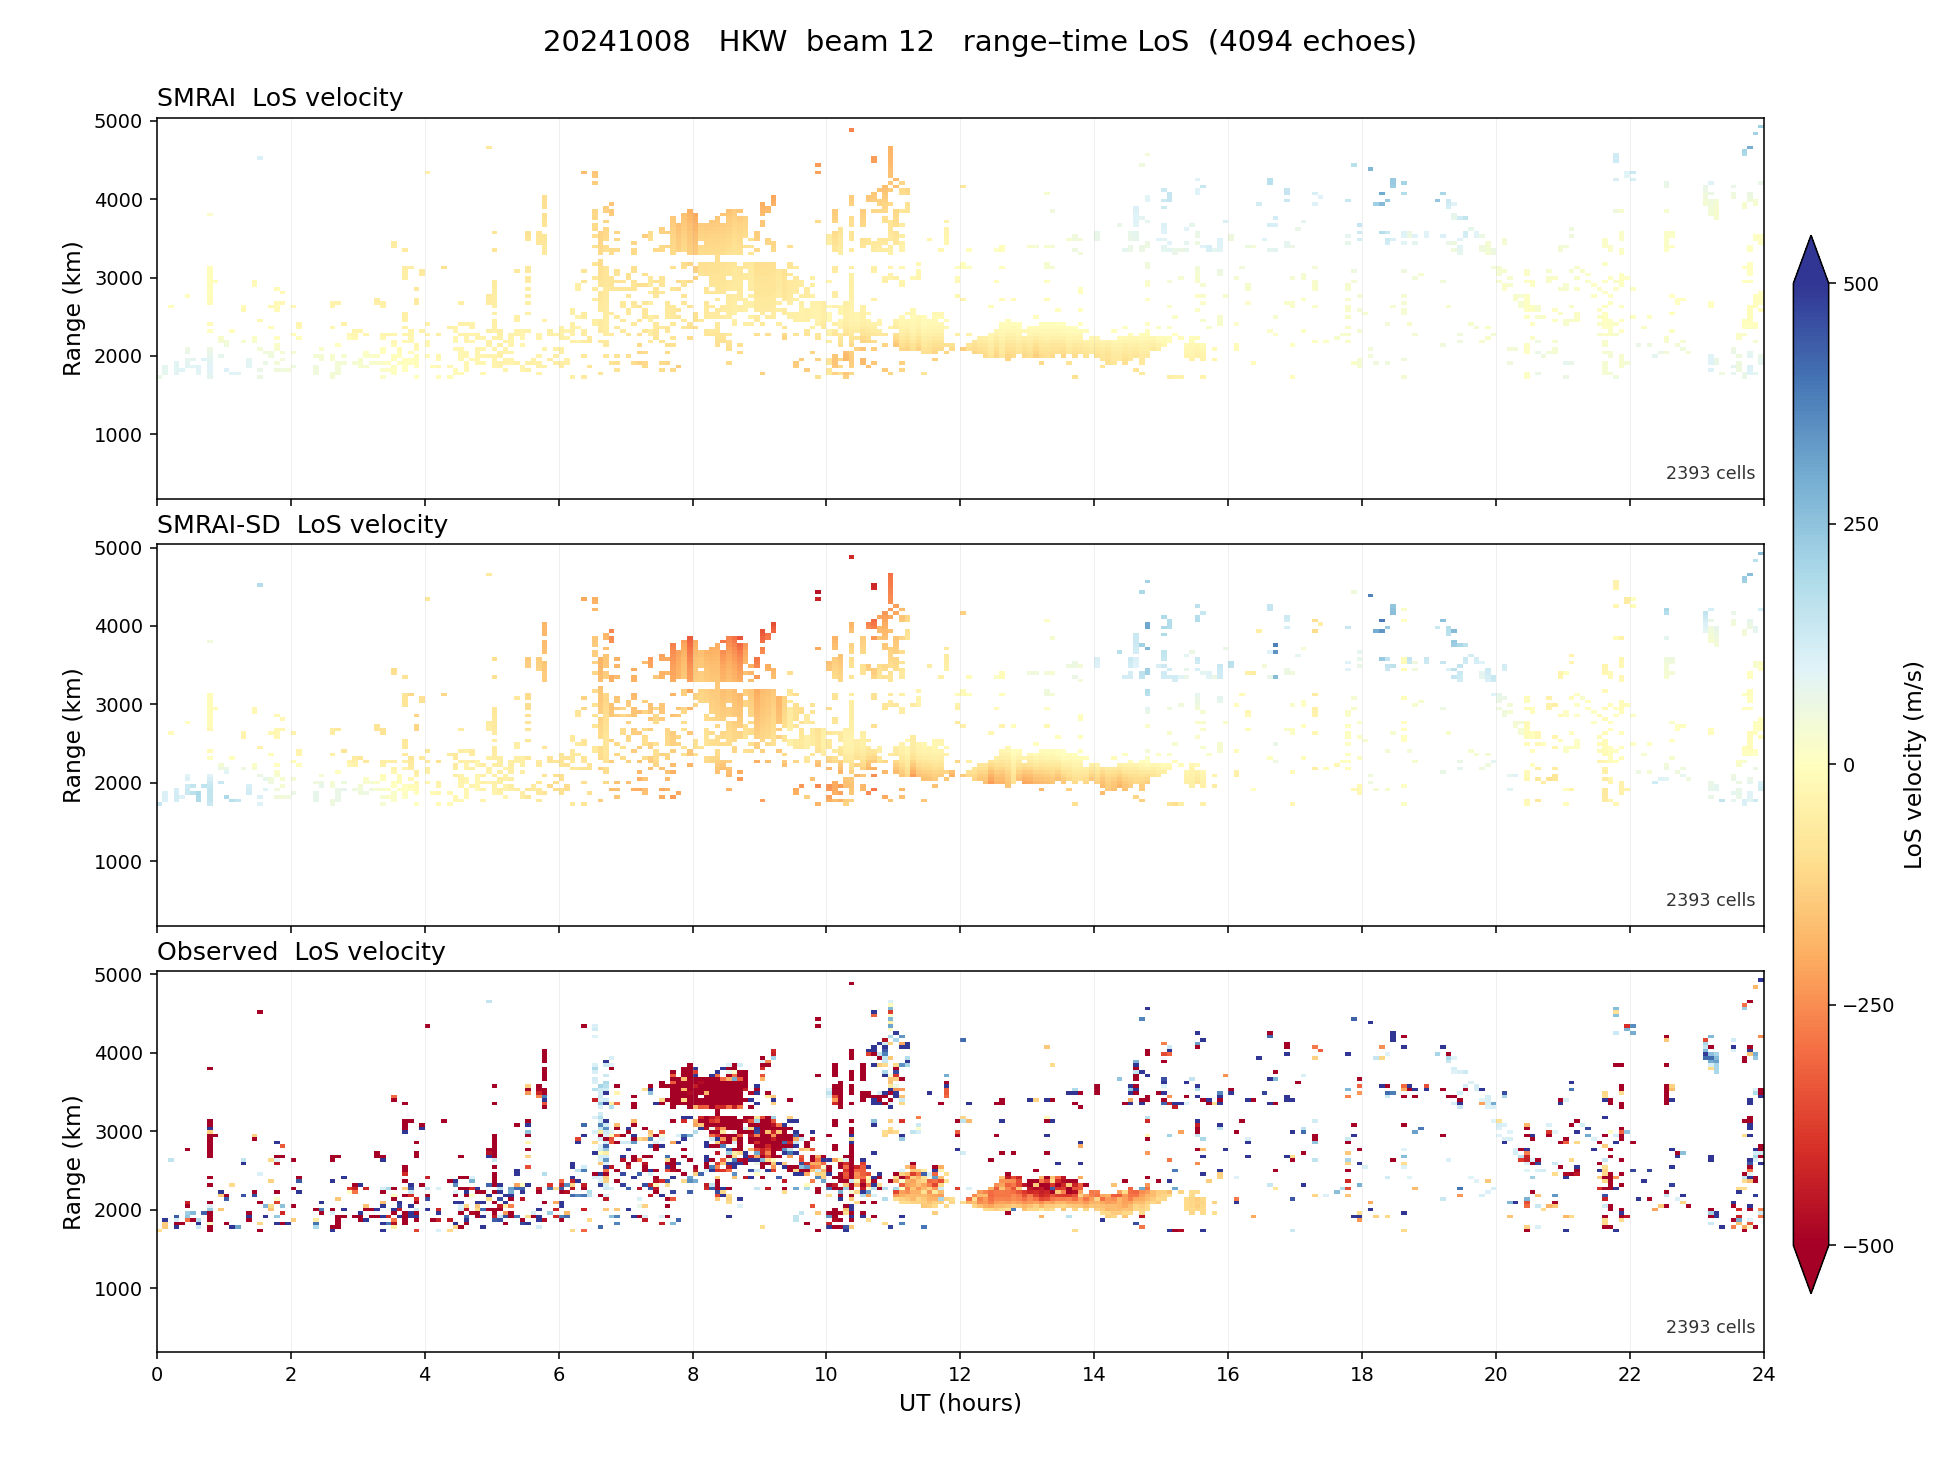 20241008   HKW  beam 12   range–time LoS  (4094 echoes)
SMRAI  LoS velocity
5000
4000
3000
2000
1000
Range (km)
2393 cells
SMRAI-SD  LoS velocity
5000
4000
3000
2000
1000
Range (km)
2393 cells
Observed  LoS velocity
5000
4000
3000
2000
1000
Range (km)
2393 cells
0 2 4 6 8 10 12 14 16 18 20 22 24
UT (hours)
500
250
0
−250
−500
LoS velocity (m/s)